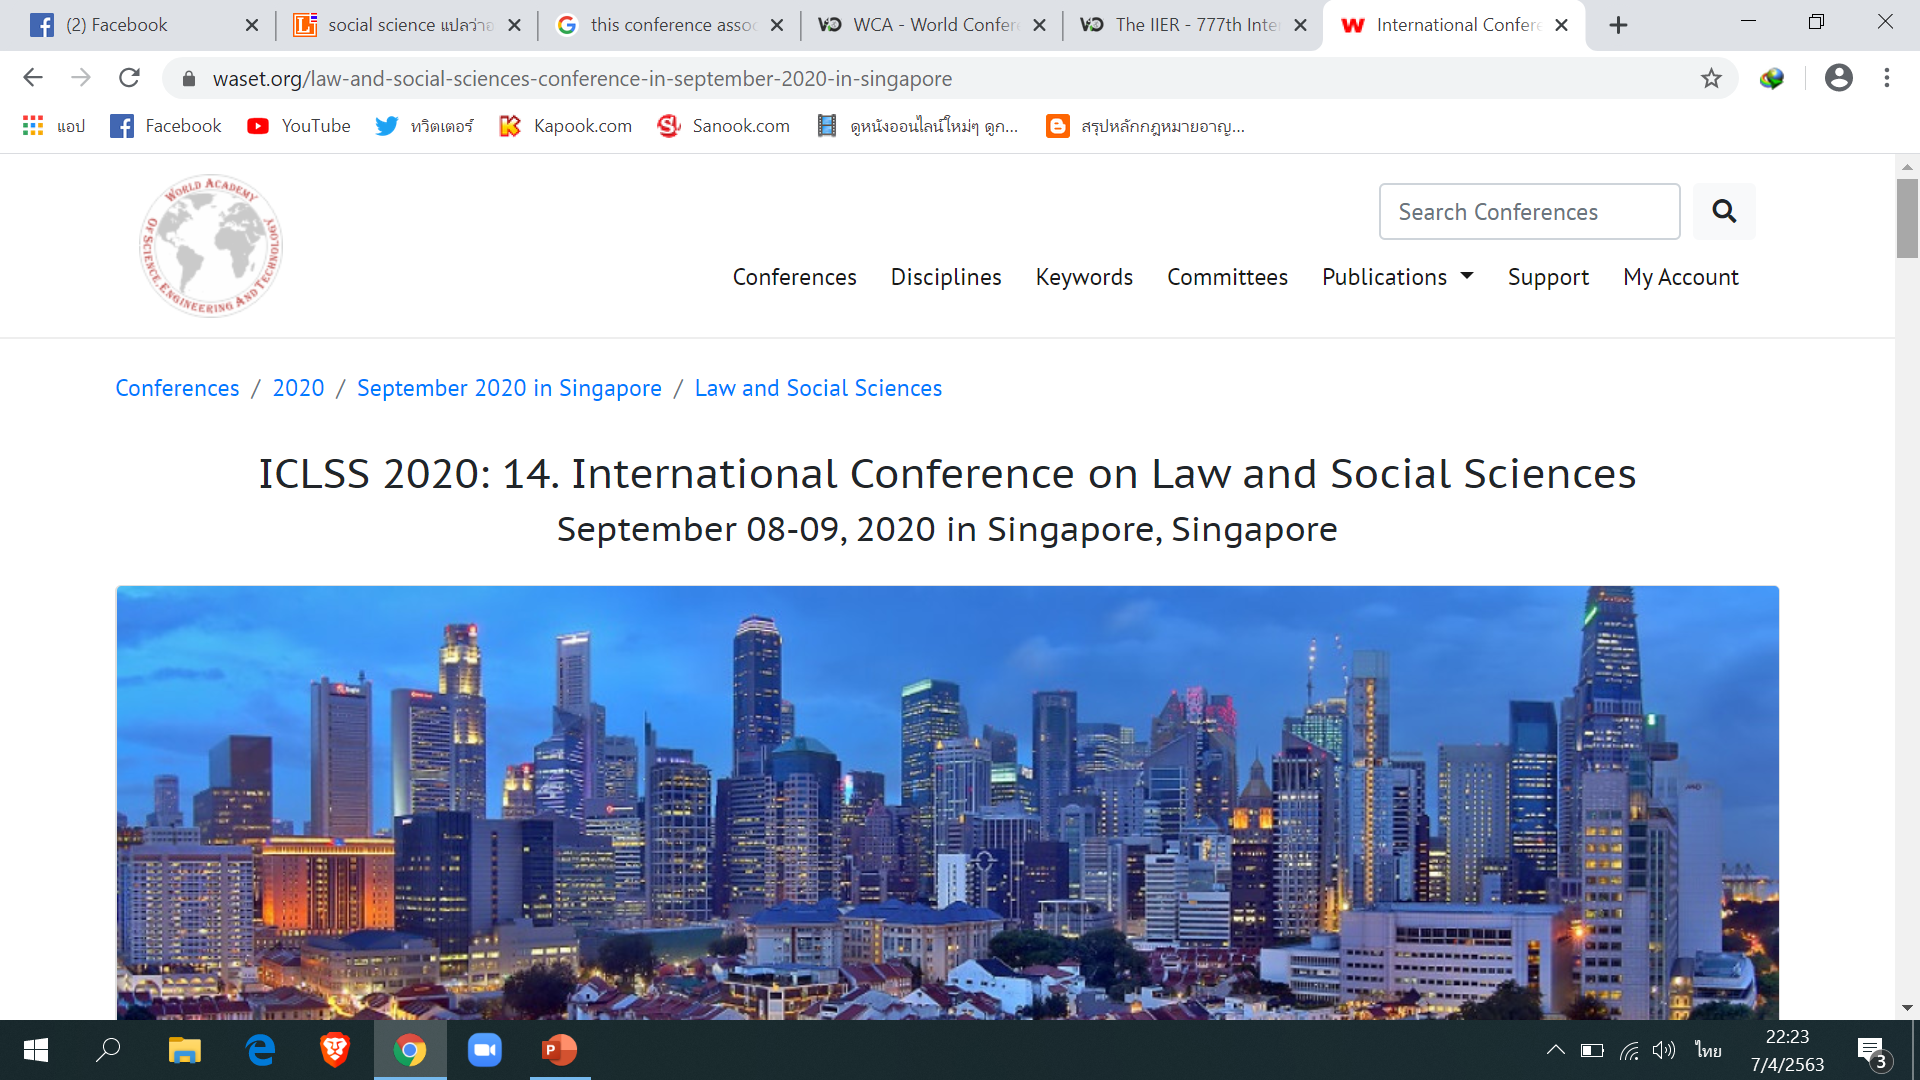 (2) Facebook
social science แปลว่าอ
this conference assoc
WCA - World Confere
The IIER - 777th Inter
International Confere
waset.org/law-and-social-sciences-conference-in-september-2020-in-singapore
แอป
Facebook
YouTube
ทวิตเตอร์
Kapook.com
Sanook.com
ดูหนังออนไลน์ใหม่ๆ ดูก...
สรุปหลักกฎหมายอาญ...
WORLD ACADEMY OF SCIENCE, ENGINEERING AND TECHNOLOGY
Search Conferences
Conferences Disciplines Keywords Committees Publications Support My Account
Conferences / 2020 / September 2020 in Singapore / Law and Social Sciences
ICLSS 2020: 14. International Conference on Law and Social Sciences
September 08-09, 2020 in Singapore, Singapore
ไทย
22:23
7/4/2563
3